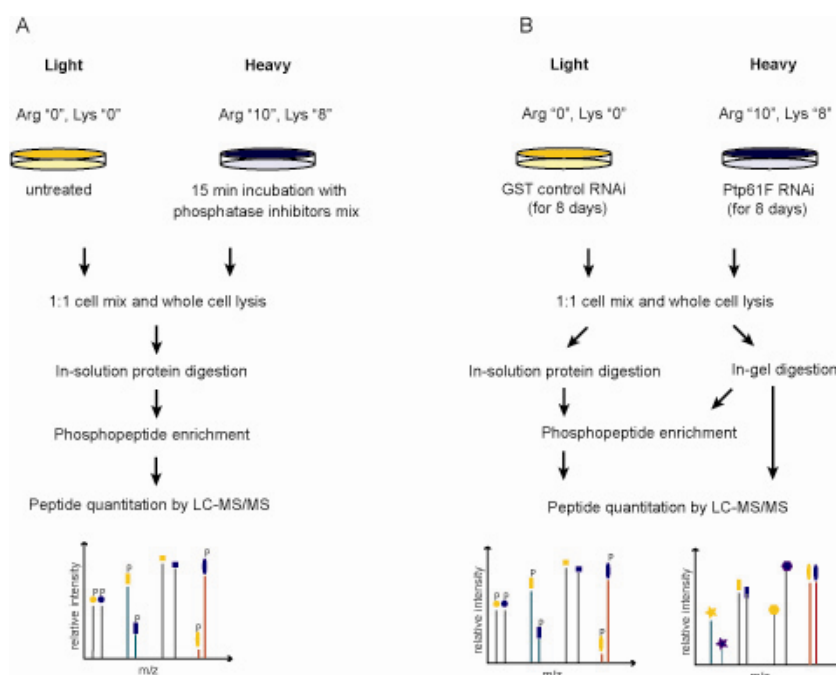 A
Light
Heavy
Arg “0”, Lys “0”
Arg “10”, Lys “8”
untreated
15 min incubation with
phosphatase inhibitors mix
1:1 cell mix and whole cell lysis
In-solution protein digestion
Phosphopeptide enrichment
Peptide quantitation by LC-MS/MS
relative intensity
P P
P
P
P
P
m/z
B
Light
Heavy
Arg “0”, Lys “0”
Arg “10”, Lys “8”
GST control RNAi
(for 8 days)
Ptp61F RNAi
(for 8 days)
1:1 cell mix and whole cell lysis
In-solution protein digestion
In-gel digestion
Phosphopeptide enrichment
Peptide quantitation by LC-MS/MS
relative intensity
P P
P
P
P
P
m/z
relative intensity
m/z